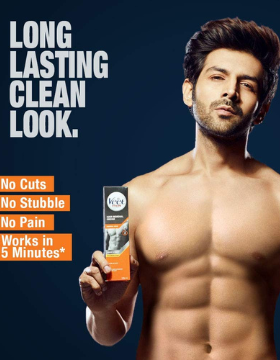 LONG
LASTING
CLEAN
LOOK.
No Cuts
No Stubble
No Pain
Works in
5 Minutes*
Veet